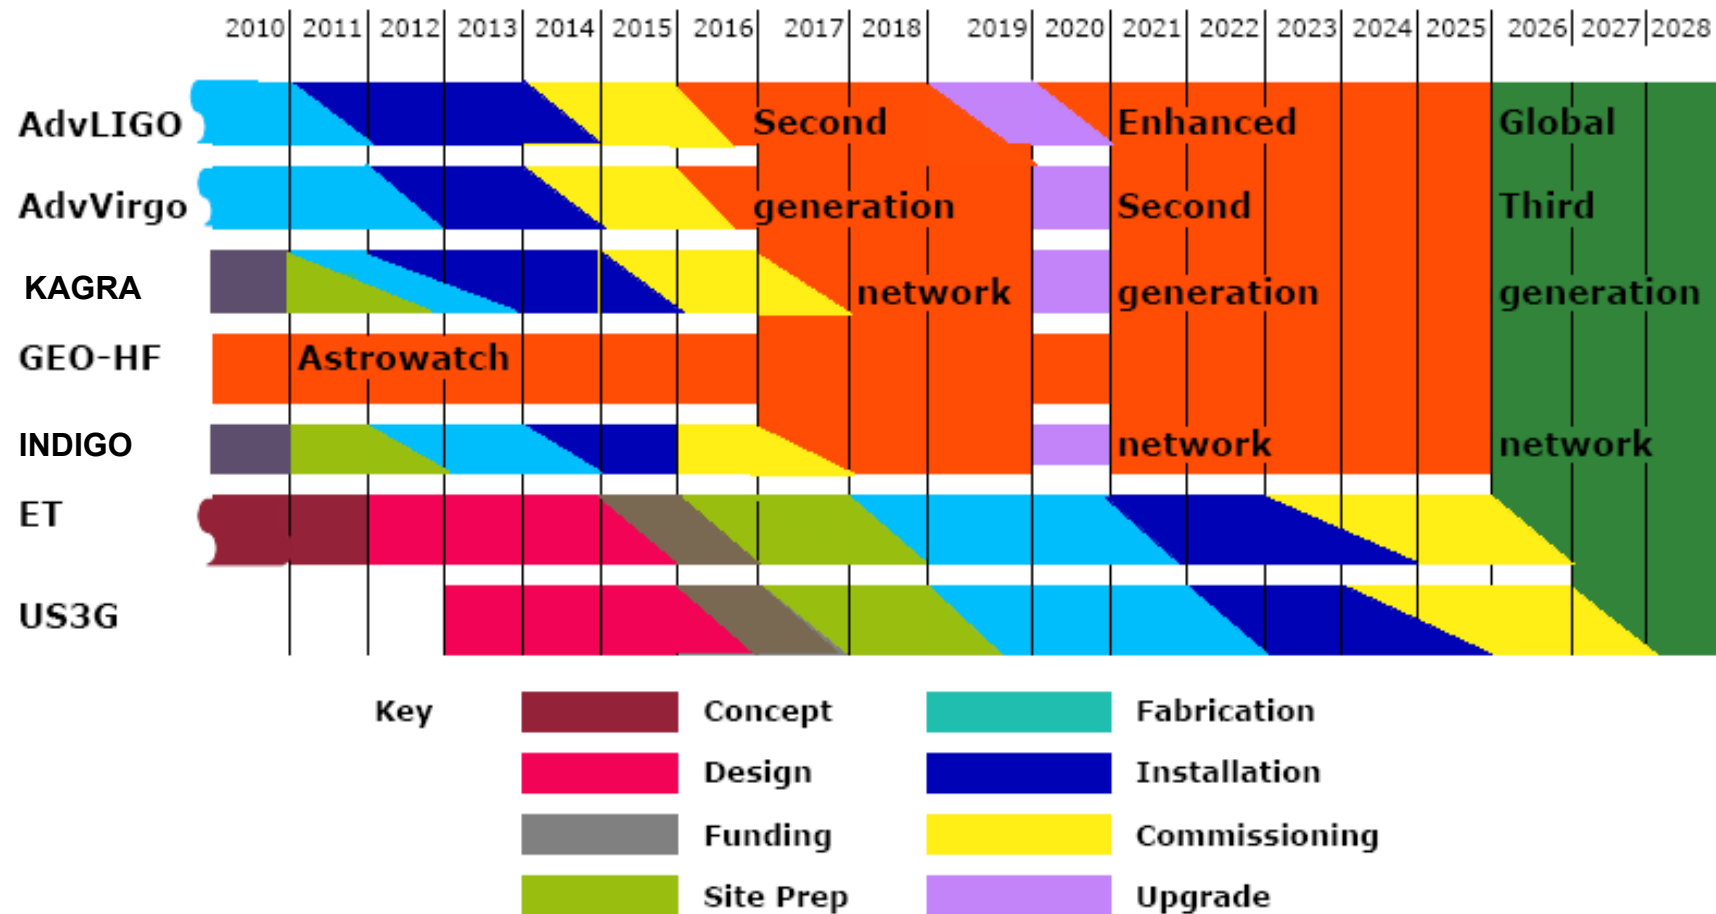 2010 2011 2012 2013 2014 2015 2016 2017 2018 2019 2020 2021 2022 2023 2024 2025 2026 2027 2028
AdvLIGO Second Enhanced Global
AdvVirgo generation Second Third
KAGRA network generation generation
GEO-HF Astrowatch
INDIGO network network
ET
US3G
Key Concept Fabrication
Design Installation
Funding Commissioning
Site Prep Upgrade